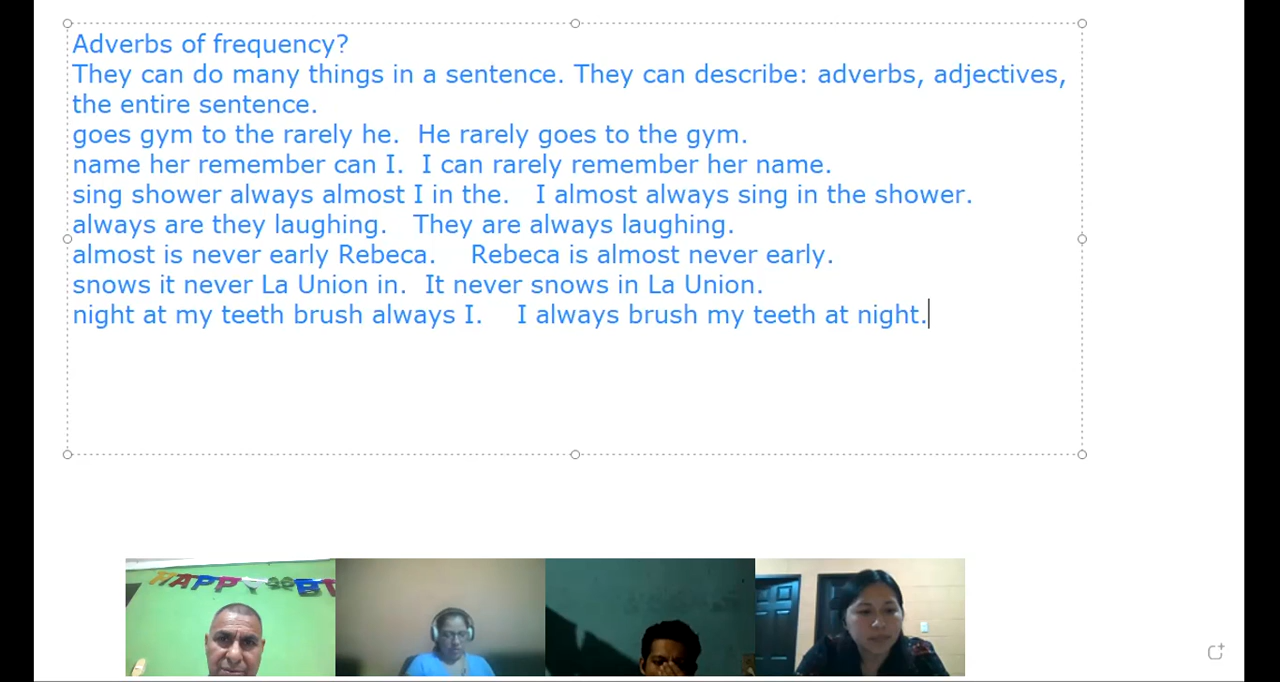 Adverbs of frequency?
They can do many things in a sentence. They can describe: adverbs, adjectives,
the entire sentence.
goes gym to the rarely he.  He rarely goes to the gym.
name her remember can I.  I can rarely remember her name.
sing shower always almost I in the.   I almost always sing in the shower.
always are they laughing.   They are always laughing.
almost is never early Rebeca.    Rebeca is almost never early.
snows it never La Union in.  It never snows in La Union.
night at my teeth brush always I.    I always brush my teeth at night.
HAPPY B